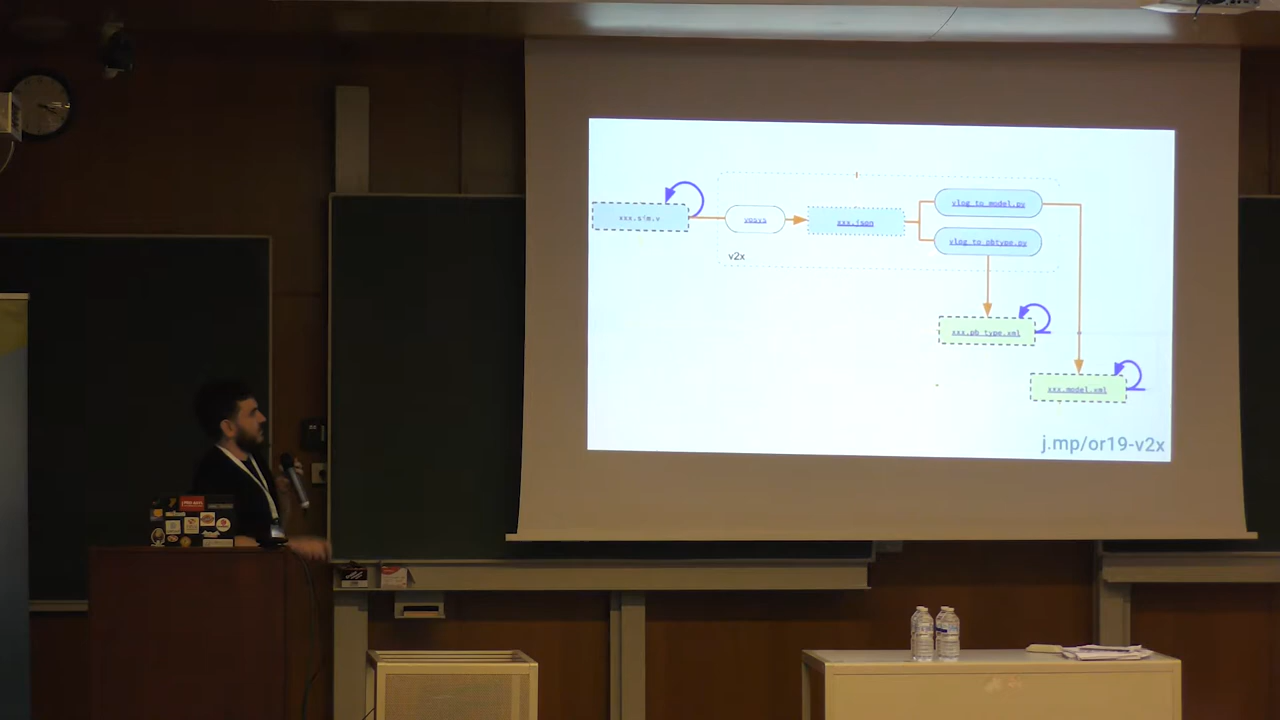 xxx.sim.v
yosys
xxx.json
vlog_to_model.py
vlog_to_pbtype.py
v2x
xxx.pb_type.xml
xxx.model.xml
j.mp/or19-v2x